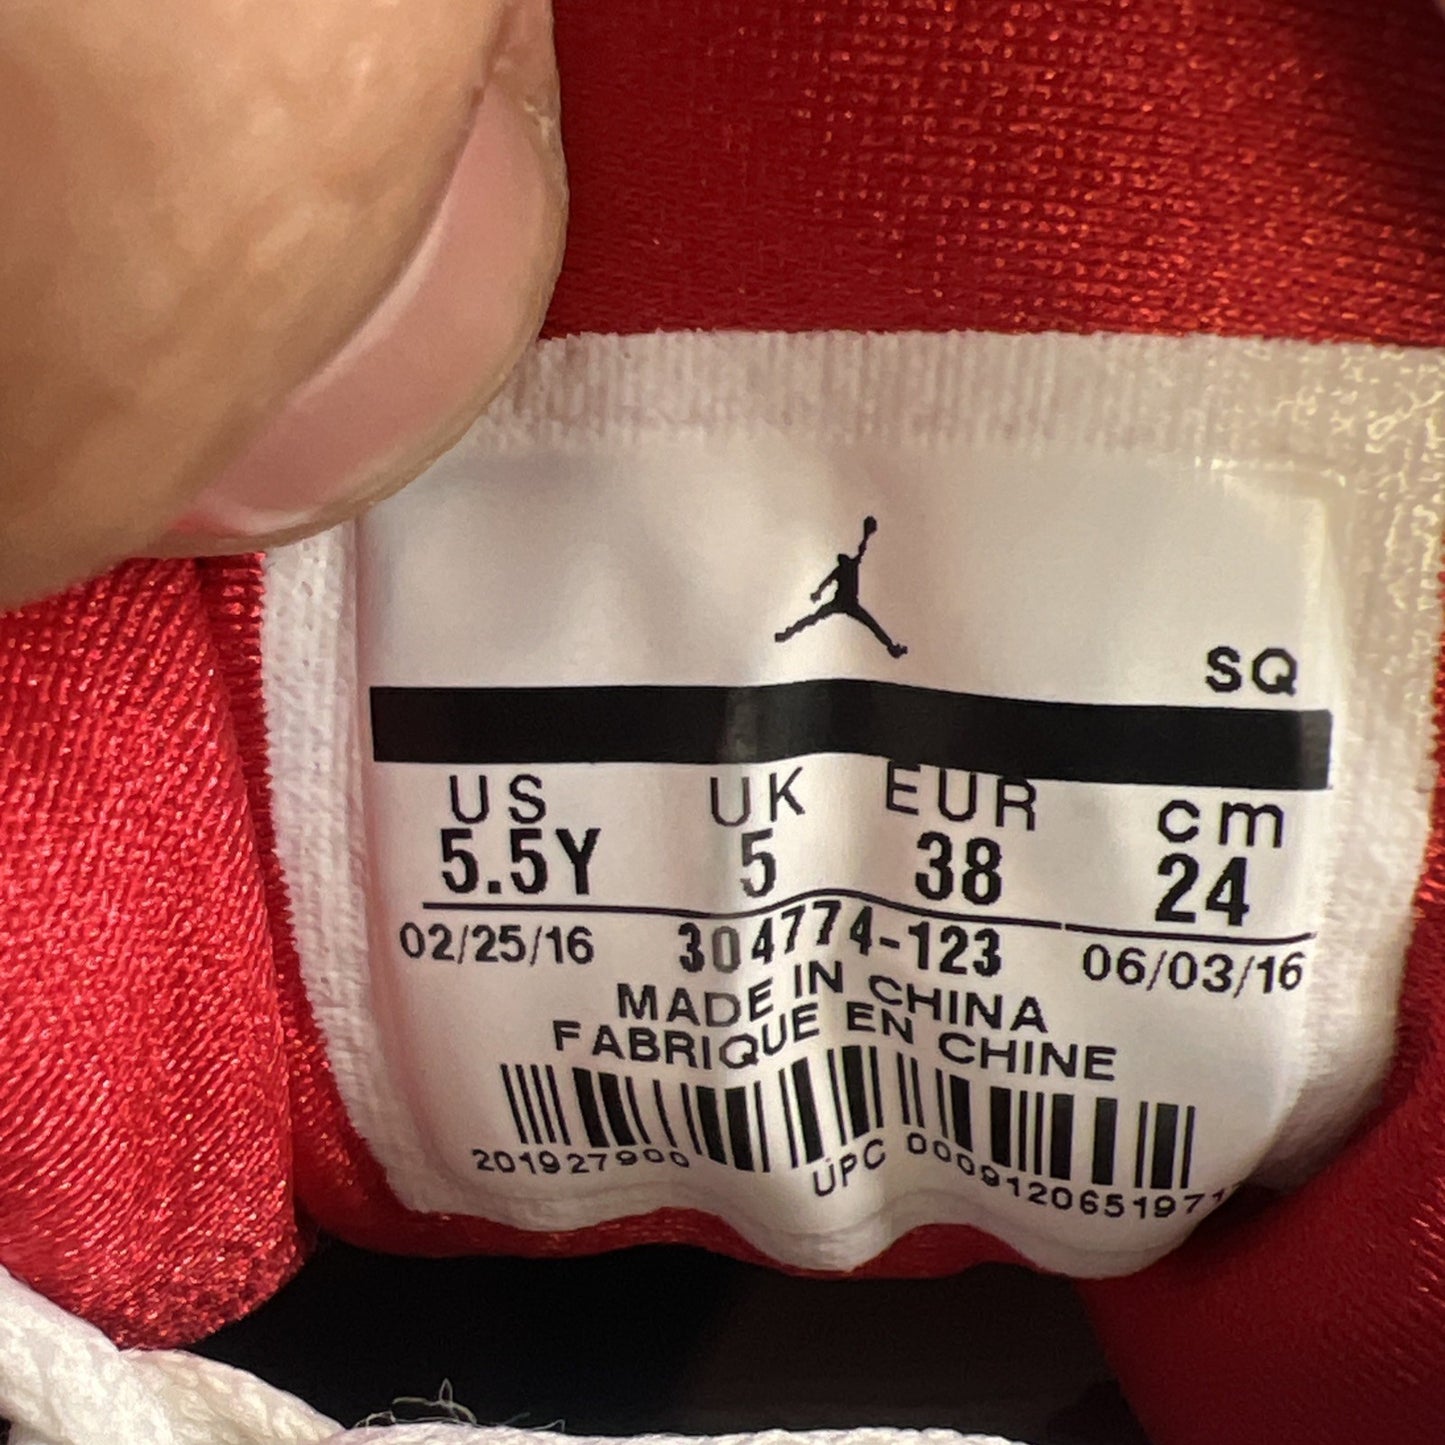 SQ
US UK EUR cm
5.5Y 5 38 24
02/25/16 304774-123 06/03/16
MADE IN CHINA
FABRIQUE EN CHINE
201927900 UPC